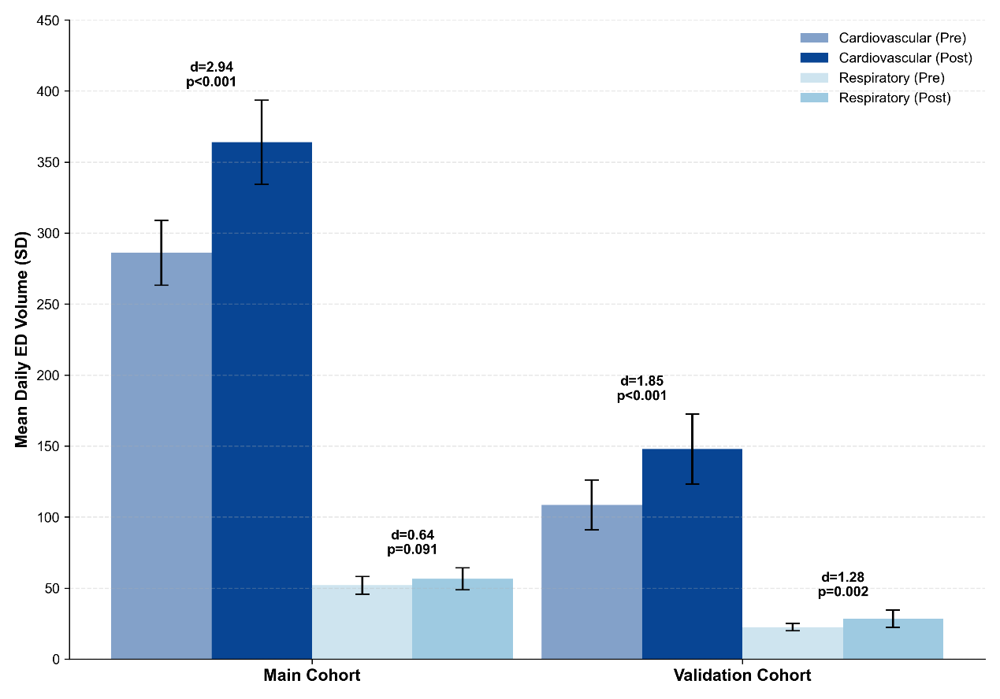 Mean Daily ED Volume (SD)
450
400
350
300
250
200
150
100
50
0
d=2.94
p<0.001
d=0.64
p=0.091
d=1.85
p<0.001
d=1.28
p=0.002
Cardiovascular (Pre)
Cardiovascular (Post)
Respiratory (Pre)
Respiratory (Post)
Main Cohort
Validation Cohort